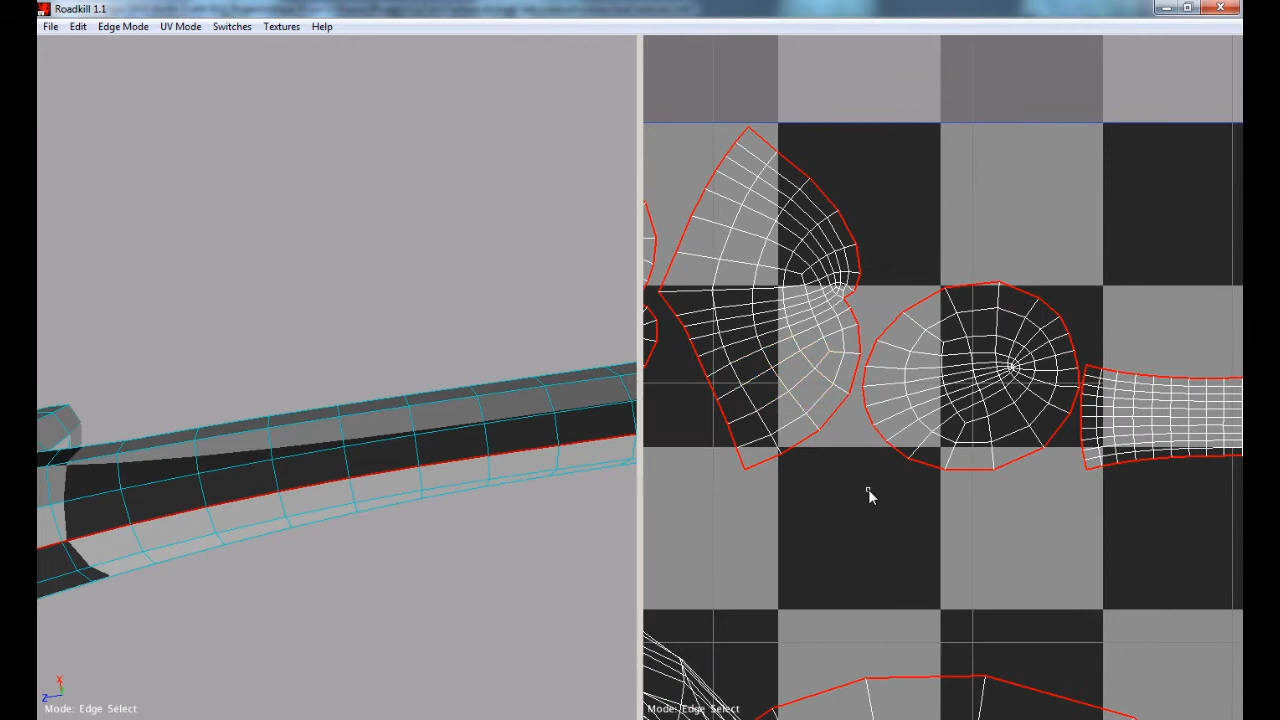 Roadkill 1.1
File Edit Edge Mode UV Mode Switches Textures Help
X
Z
Mode: Edge Select
Mode: Edge Select